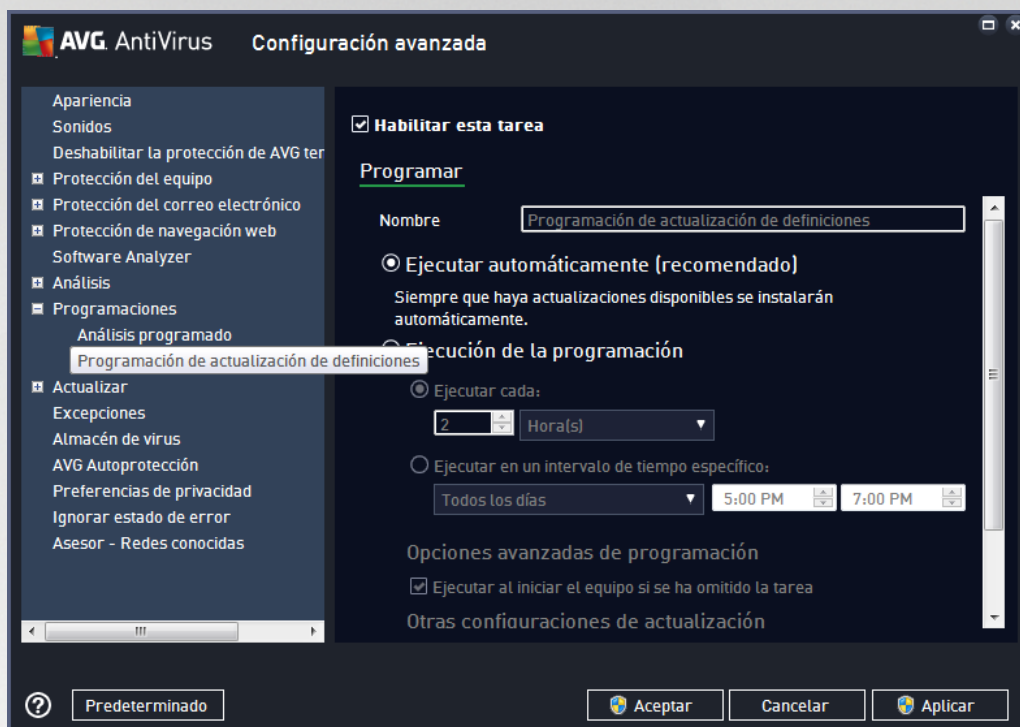 AVG. AntiVirus Configuración avanzada
Apariencia
Sonidos
Deshabilitar la protección de AVG ter
Protección del equipo
Protección del correo electrónico
Protección de navegación web
Software Analyzer
Análisis
Programaciones
Análisis programado
Programación de actualización de definiciones
Actualizar
Excepciones
Almacén de virus
AVG Autoprotección
Preferencias de privacidad
Ignorar estado de error
Asesor - Redes conocidas
Habilitar esta tarea
Programar
Nombre Programación de actualización de definiciones
Ejecutar automáticamente (recomendado)
Siempre que haya actualizaciones disponibles se instalarán
automáticamente.
Ejecución de la programación
Ejecutar cada:
2 Hora(s)
Ejecutar en un intervalo de tiempo específico:
Todos los días 5:00 PM 7:00 PM
Opciones avanzadas de programación
Ejecutar al iniciar el equipo si se ha omitido la tarea
Otras configuraciones de actualización
? Predeterminado Aceptar Cancelar Aplicar